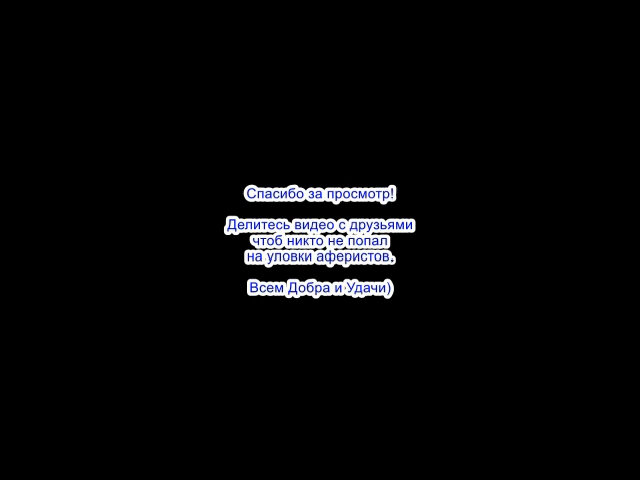 Спасибо за просмотр!
Делитесь видео с друзьями
чтоб никто не попал
на уловки аферистов.
Всем Добра и Удачи)